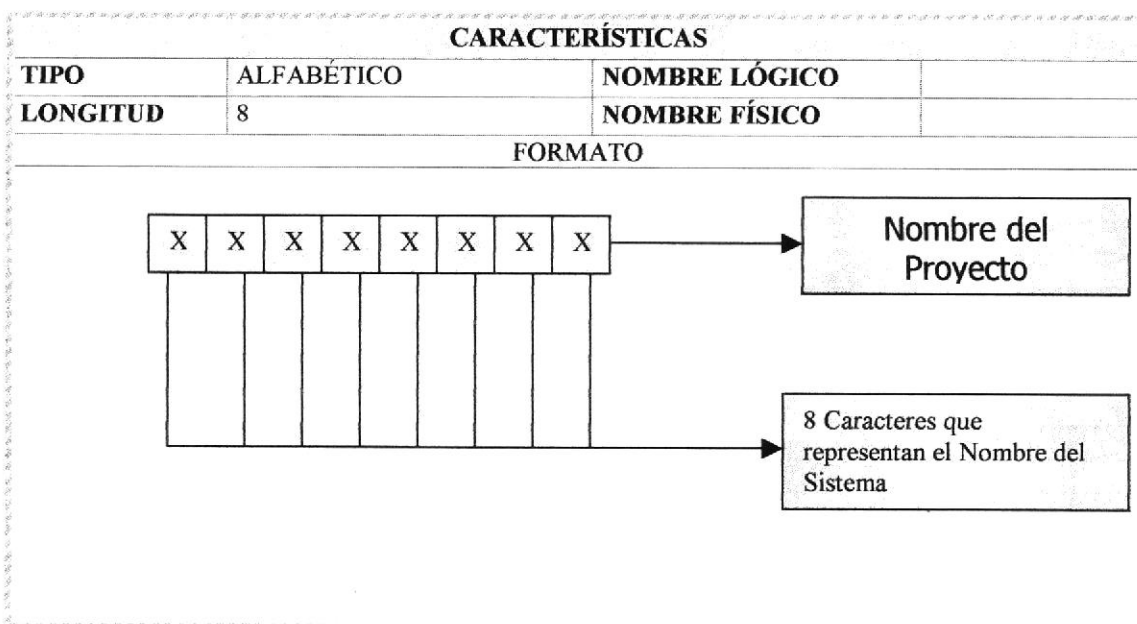 CARACTERÍSTICAS
TIPO ALFABÉTICO NOMBRE LÓGICO
LONGITUD 8 NOMBRE FÍSICO
FORMATO
X X X X X X X X
Nombre del
Proyecto
8 Caracteres que
representan el Nombre del
Sistema